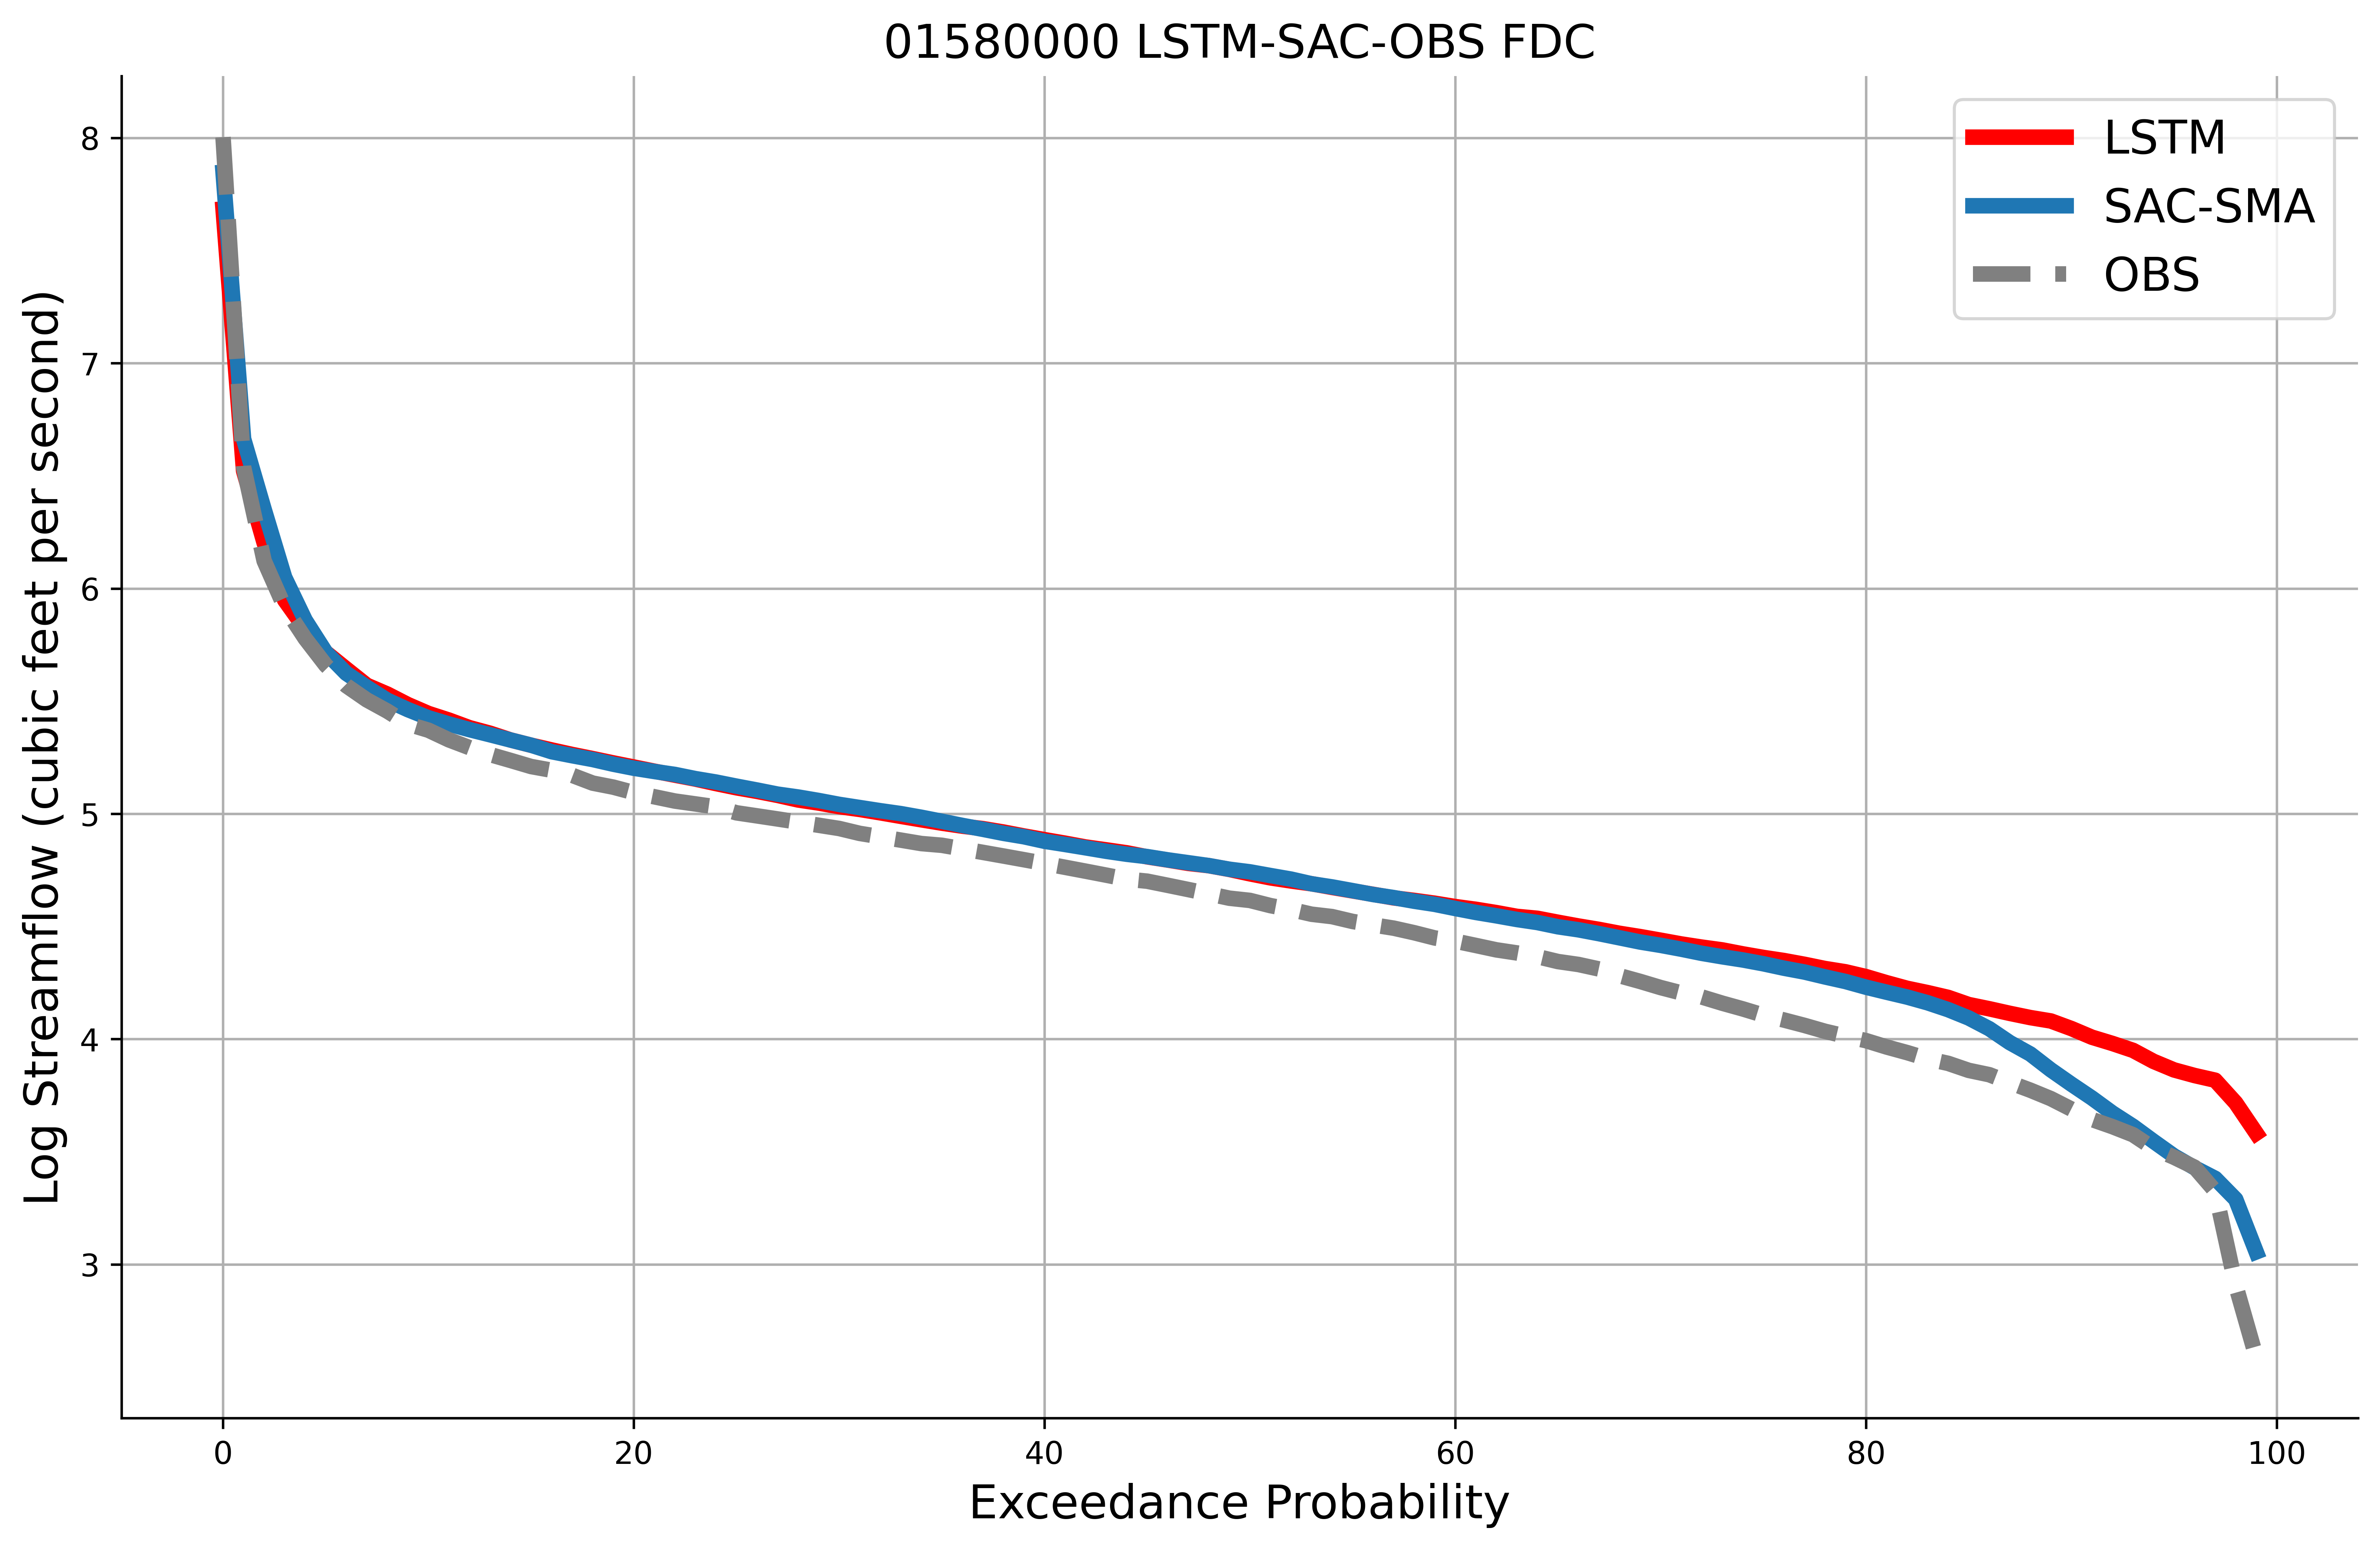 01580000 LSTM-SAC-OBS FDC
LSTM
SAC-SMA
OBS
Log Streamflow (cubic feet per second)
8
7
6
5
4
3
0 20 40 60 80 100
Exceedance Probability